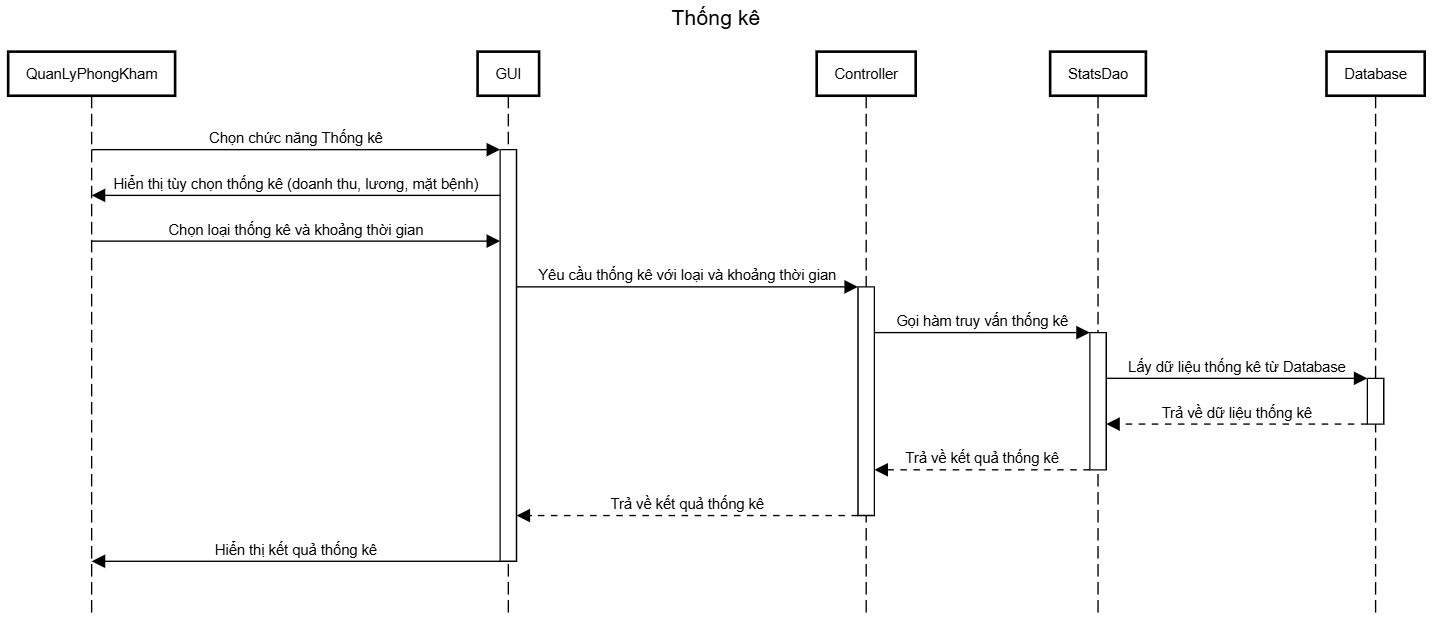 Thống kê
QuanLyPhongKham
GUI
Controller
StatsDao
Database
Chọn chức năng Thống kê
Hiển thị tùy chọn thống kê (doanh thu, lương, mặt bệnh)
Chọn loại thống kê và khoảng thời gian
Yêu cầu thống kê với loại và khoảng thời gian
Gọi hàm truy vấn thống kê
Lấy dữ liệu thống kê từ Database
Trả về dữ liệu thống kê
Trả về kết quả thống kê
Trả về kết quả thống kê
Hiển thị kết quả thống kê